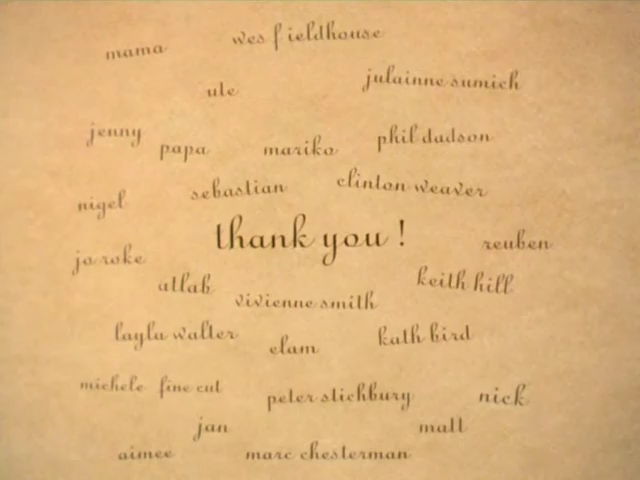 mama wes fieldhouse
ute julainne sumich
jenny papa mariko phil dadson
nigel sebastian clinton weaver
thank you !
jo roke reuben
atlab vivienne smith keith hill
layla walter elam kath bird
michele fine cut peter stichbury nick
jan matt
aimee marc chesterman